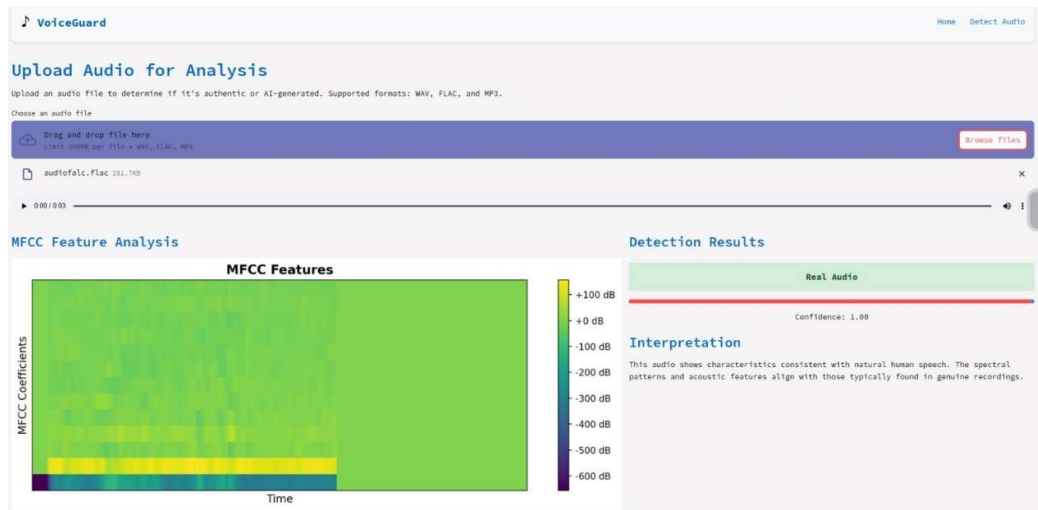 VoiceGuard
Home Detect Audio
Upload Audio for Analysis
Upload an audio file to determine if it's authentic or AI-generated. Supported formats: WAV, FLAC, and MP3.
Choose an audio file
Drag and drop file here
Limit 200MB per file • WAV, FLAC, MP3
Browse files
audiofalc.flac 281.7KB
0:00 / 0:03
MFCC Feature Analysis
MFCC Features
MFCC Coefficients
Time
+100 dB
+0 dB
-100 dB
-200 dB
-300 dB
-400 dB
-500 dB
-600 dB
Detection Results
Real Audio
Confidence: 1.00
Interpretation
This audio shows characteristics consistent with natural human speech. The spectral
patterns and acoustic features align with those typically found in genuine recordings.